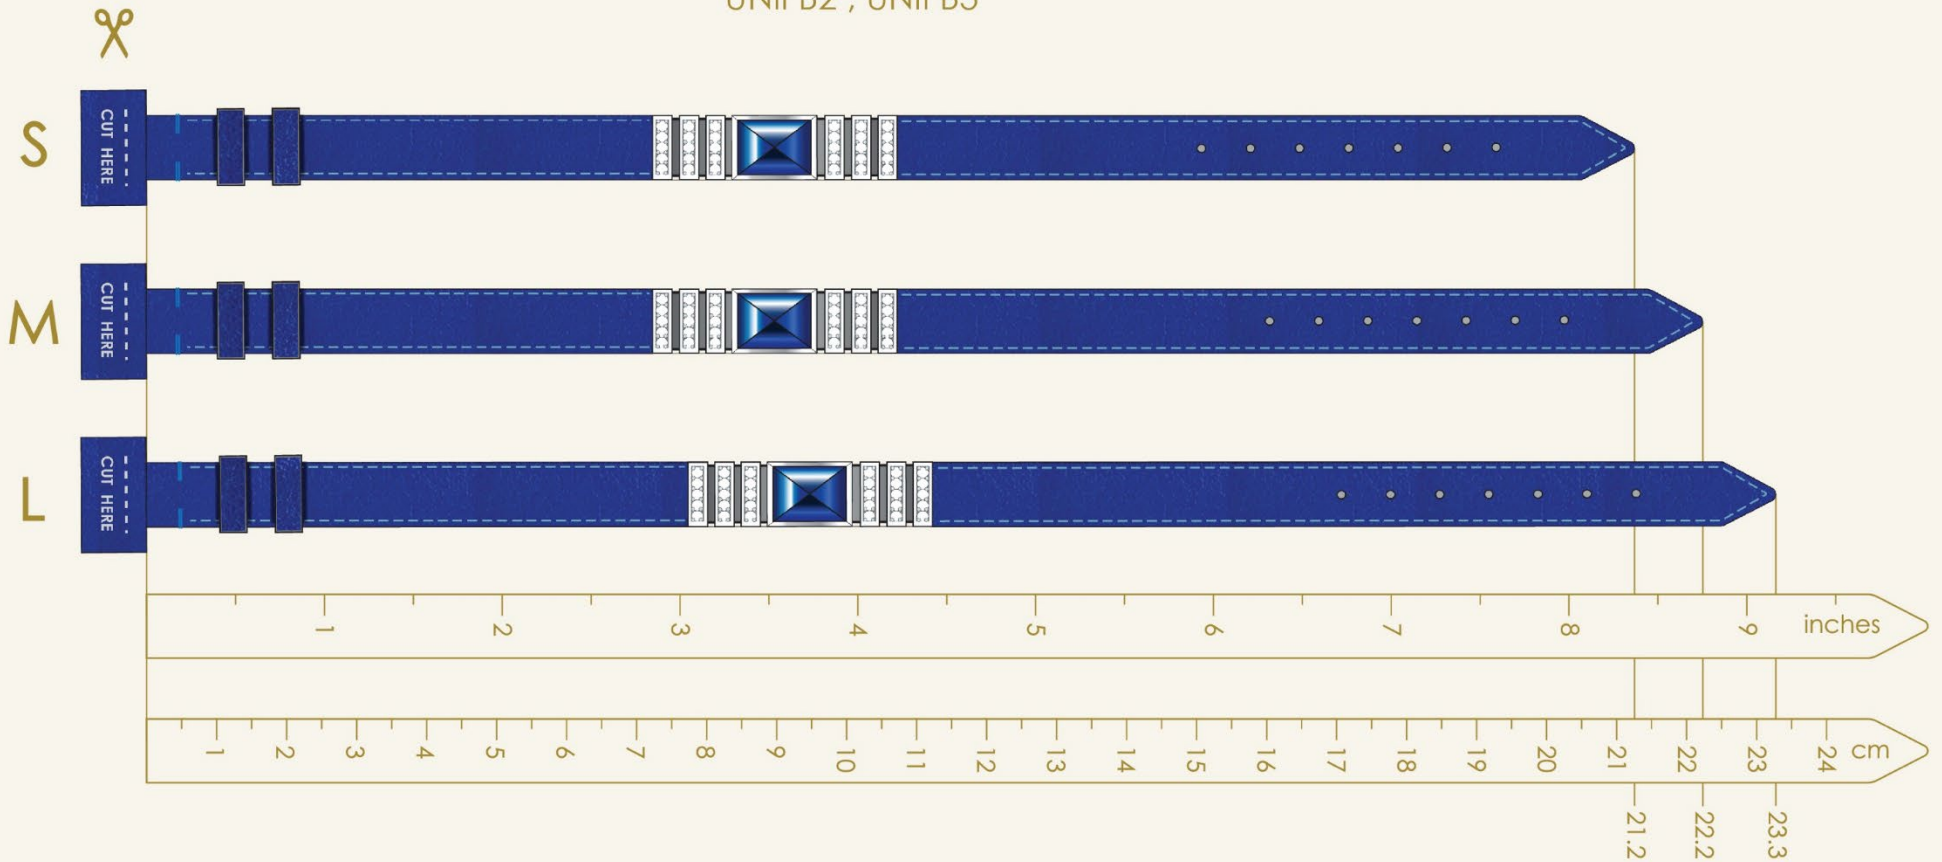 S
CUT HERE
M
CUT HERE
L
CUT HERE
1 2 3 4 5 6 7 8 9 inches
1 2 3 4 5 6 7 8 9 10 11 12 13 14 15 16 17 18 19 20 21 22 23 24 cm
21.2 22.2 23.3